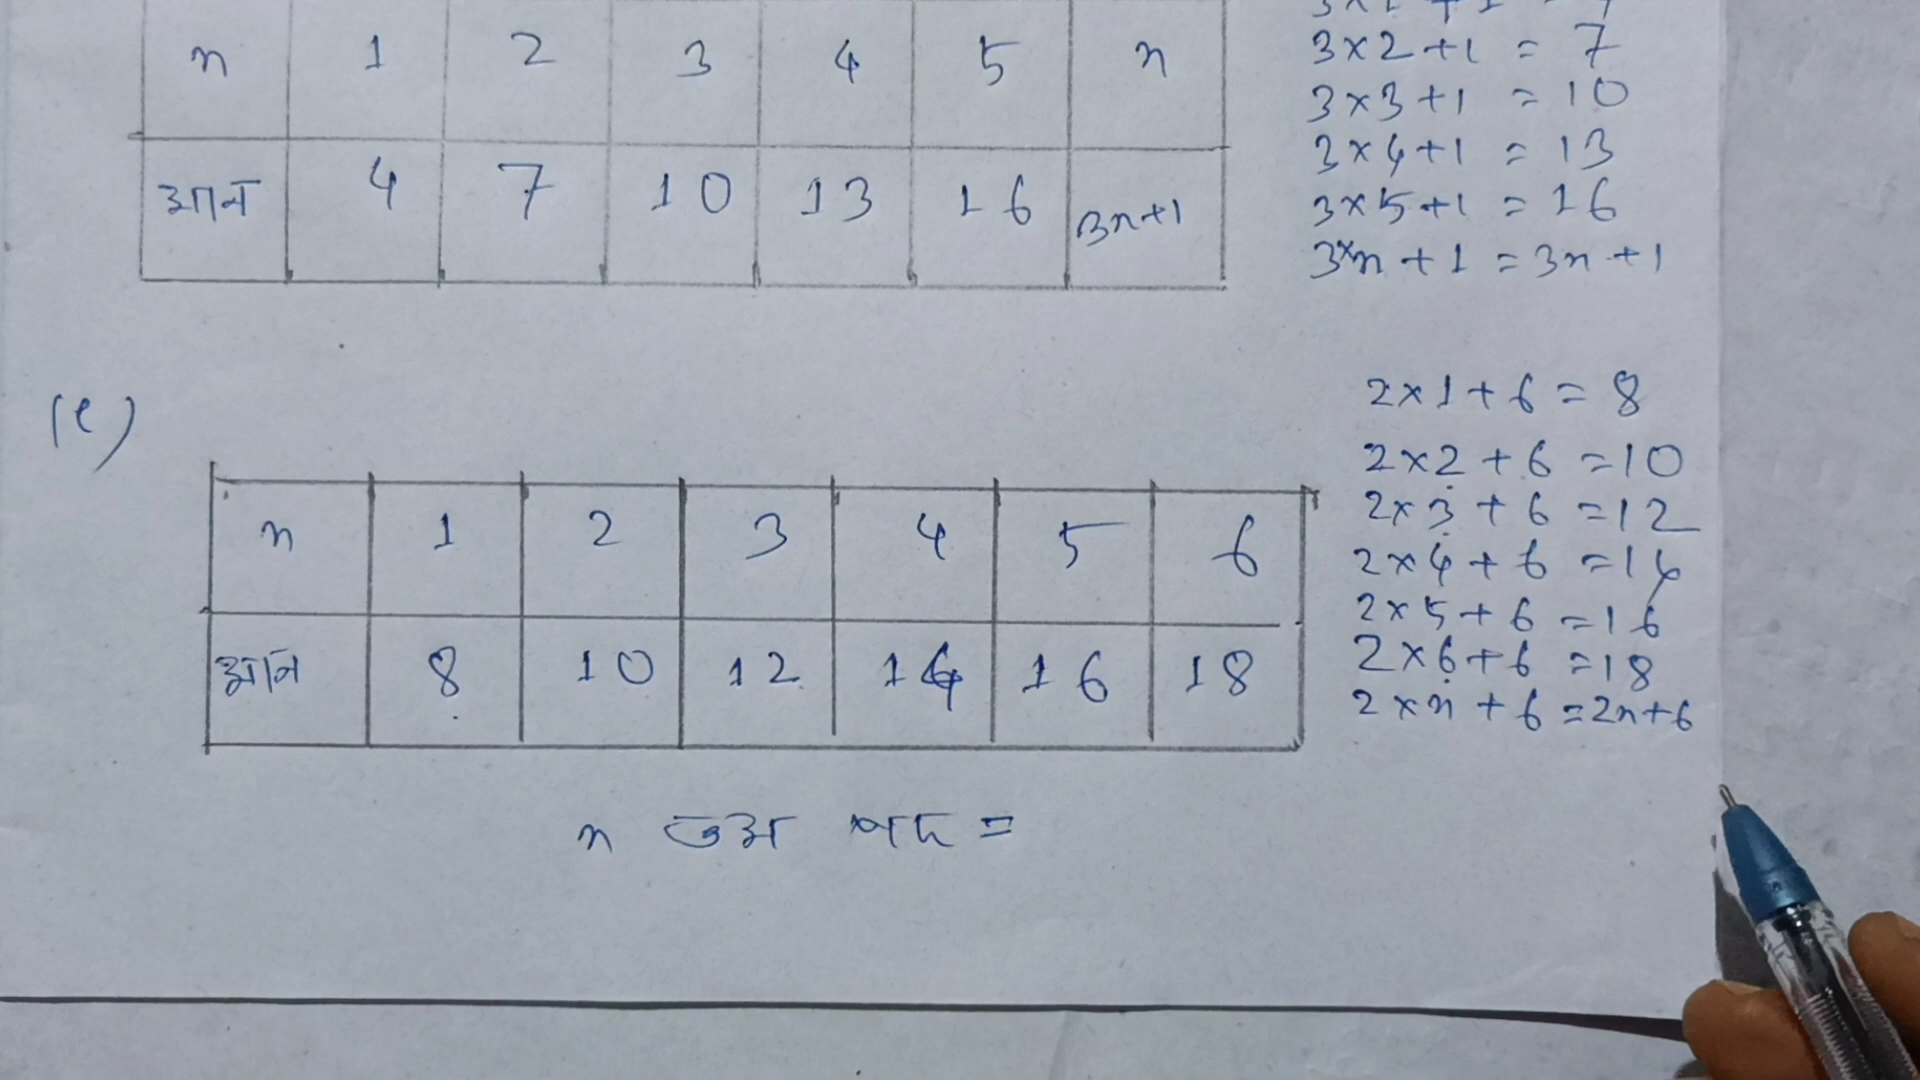 n 1 2 3 4 5 n
मान 4 7 10 13 16 3n+1
3×2+1 = 7
3×3+1 = 10
3×4+1 = 13
3×5+1 = 16
3×n+1 = 3n+1
(e)
n 1 2 3 4 5 6
मान 8 10 12 14 16 18
2×1+6 = 8
2×2+6 =10
2×3+6 =12
2×4+6 =14
2×5+6 =16
2×6+6 =18
2×n+6 =2n+6
n তম পদ =